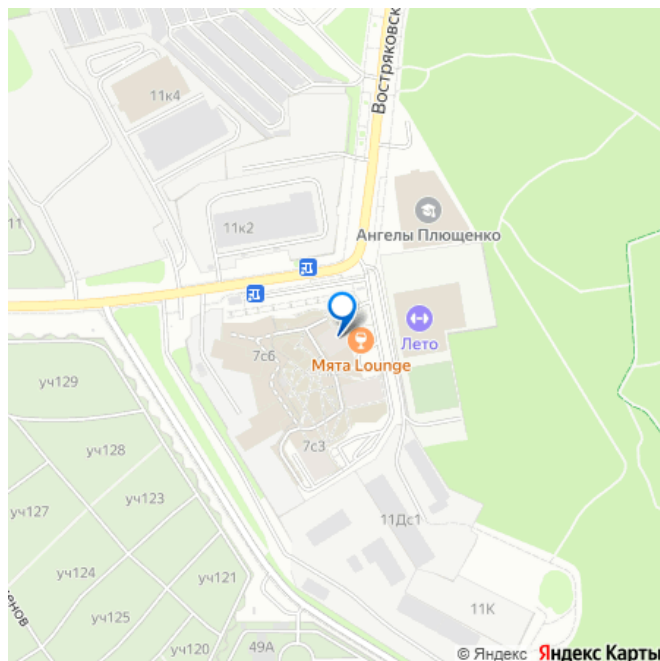 Востряковск
11к4
11
11к2
Ангелы Плющенко
7с6
Лето
Мята Lounge
уч129
7с3
уч128
уч123
уч127
11Дс1
уч124
уч121
енов
уч125
11К
уч120
49А
© Яндекс Яндекс Карты